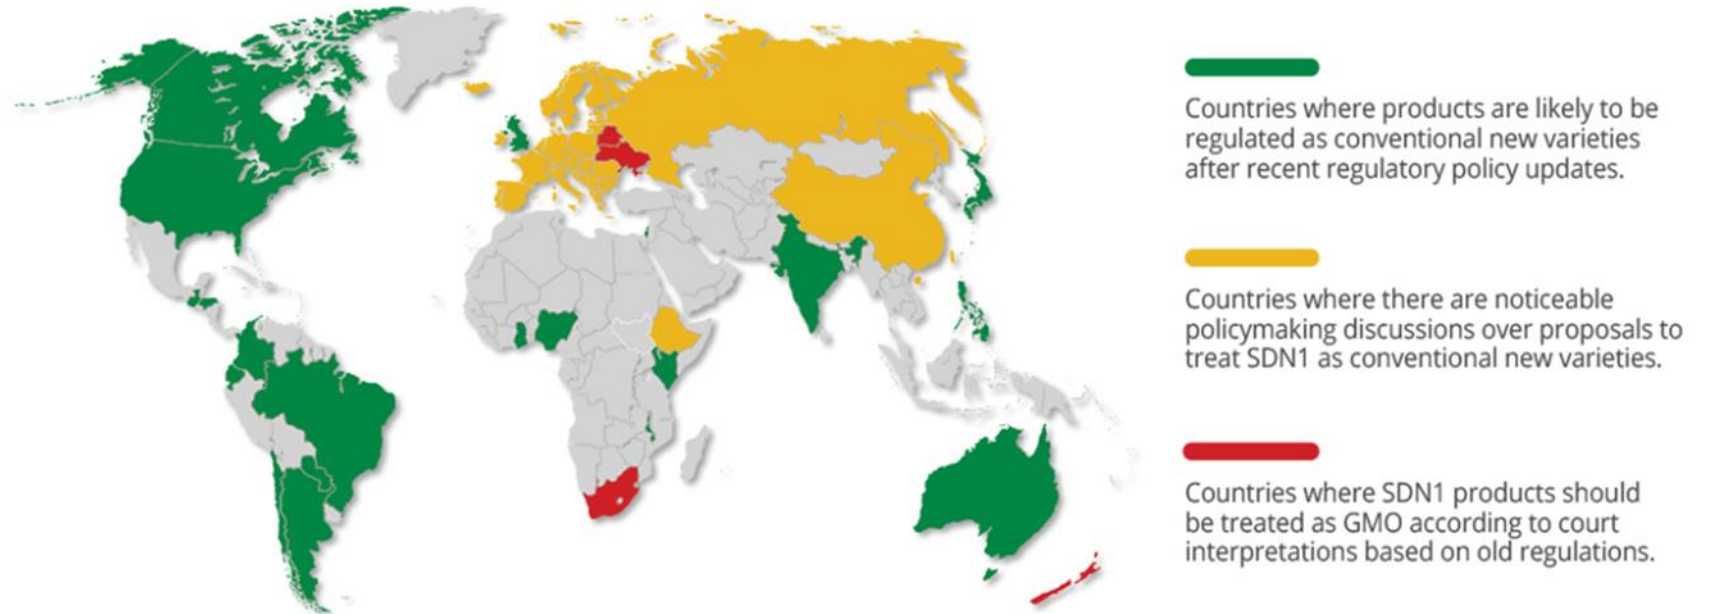 Countries where products are likely to be
regulated as conventional new varieties
after recent regulatory policy updates.
Countries where there are noticeable
policymaking discussions over proposals to
treat SDN1 as conventional new varieties.
Countries where SDN1 products should
be treated as GMO according to court
interpretations based on old regulations.